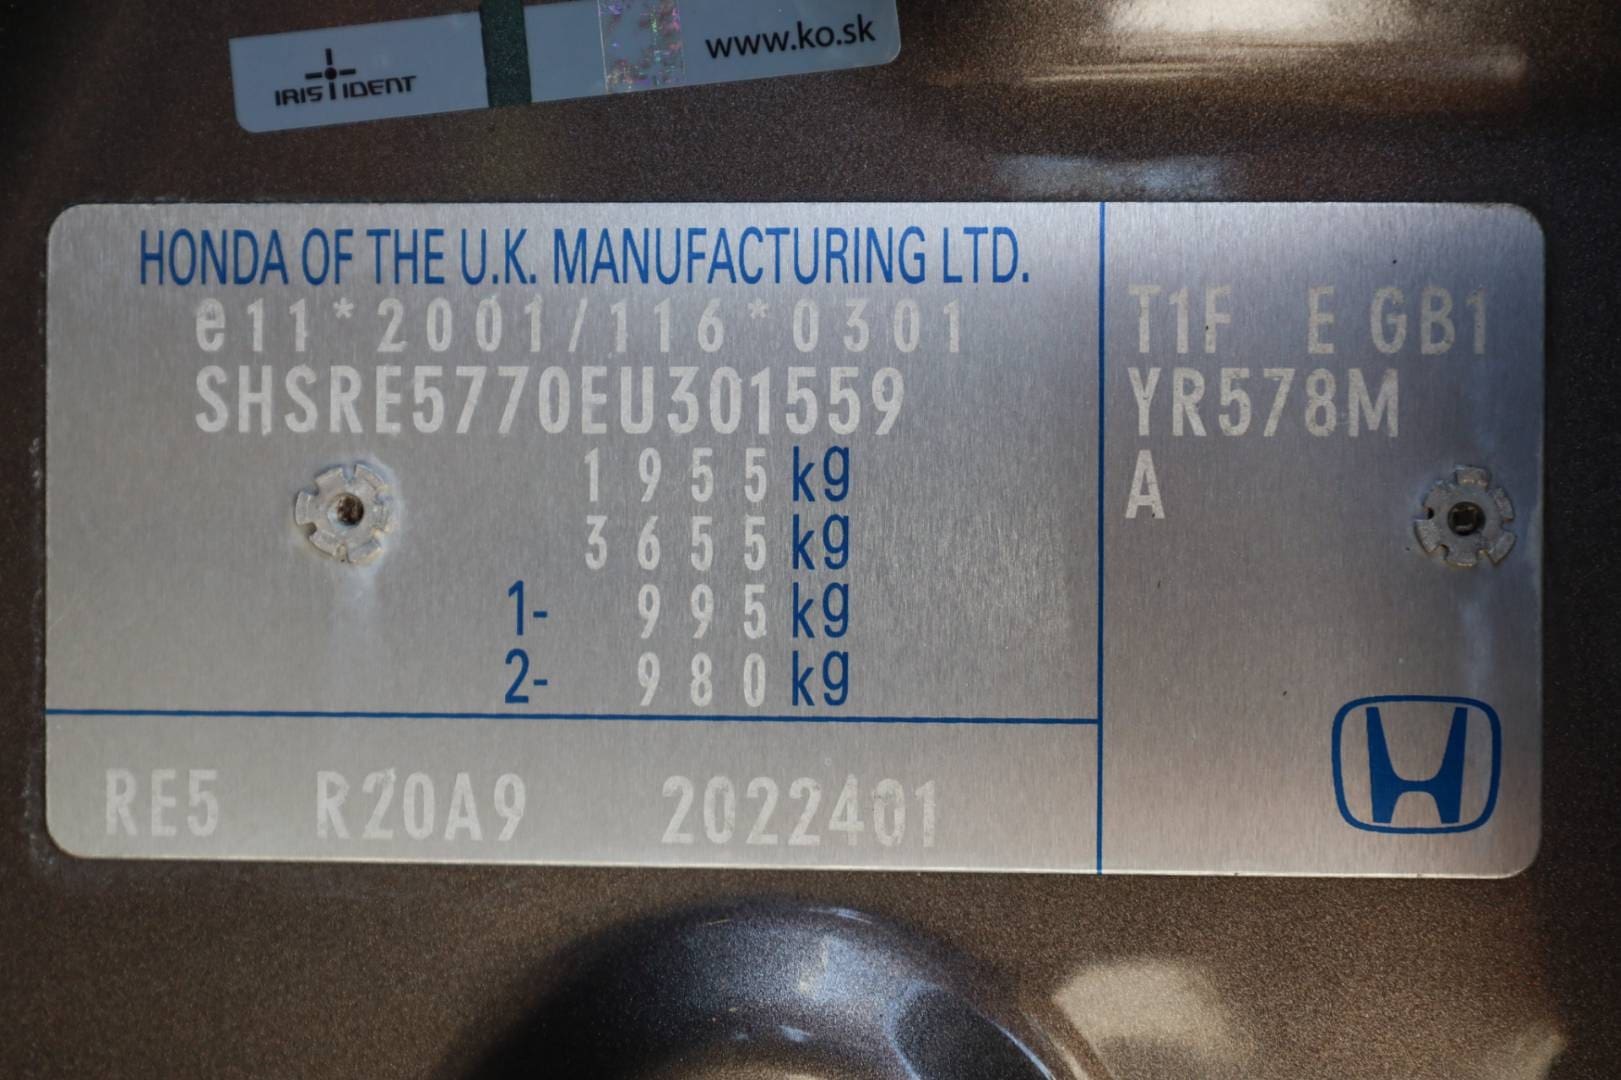 IRIS IDENT
www.ko.sk
HONDA OF THE U.K. MANUFACTURING LTD.
e11*2001/116*0301
SHSRE5770EU301559
1955kg
3655kg
1- 995kg
2- 980kg
RE5 R20A9 2022401
T1F E GB1
YR578M
A